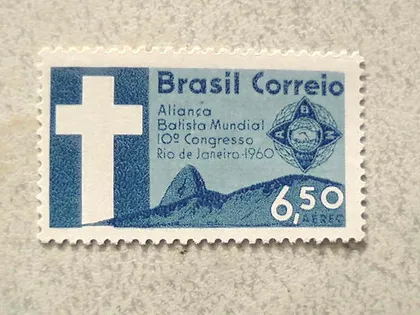 Brasil Correio
Aliança
Batista Mundial
10º Congresso
Rio de Janeiro-1960
A B M
6,50
AÉREO